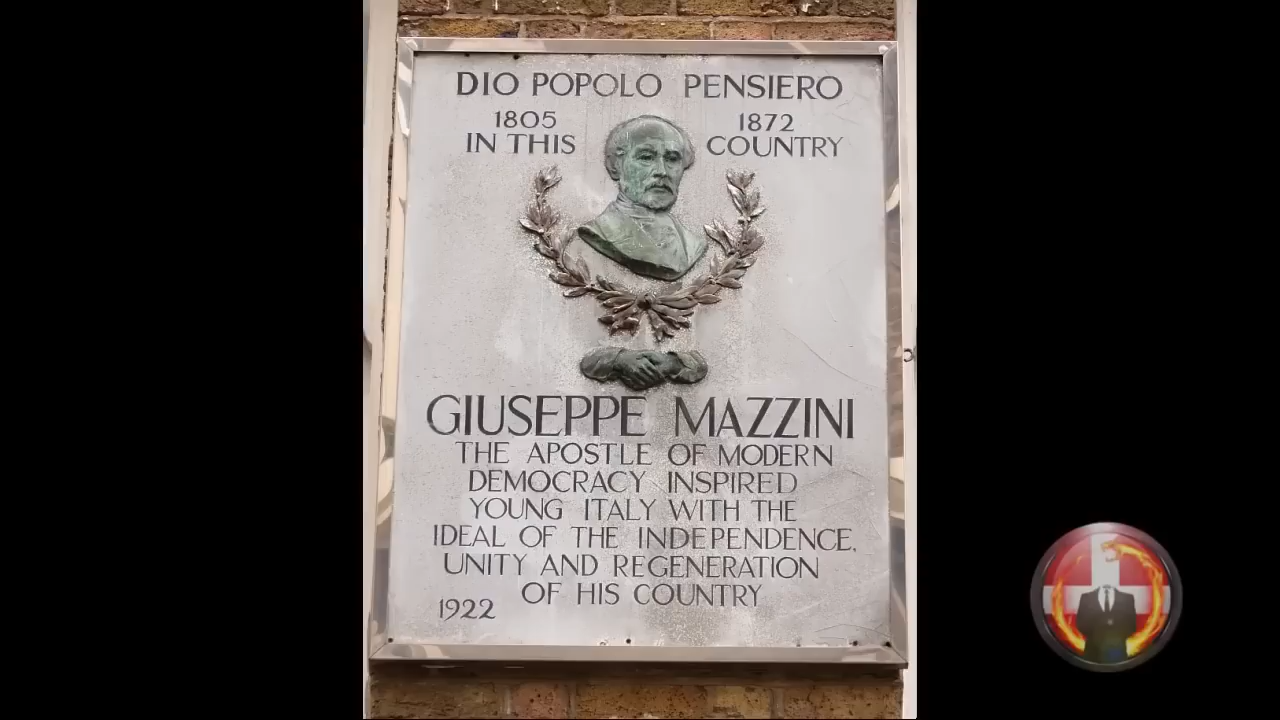 DIO POPOLO PENSIERO
1805 1872
IN THIS COUNTRY
GIUSEPPE MAZZINI
THE APOSTLE OF MODERN
DEMOCRACY INSPIRED
YOUNG ITALY WITH THE
IDEAL OF THE INDEPENDENCE,
UNITY AND REGENERATION
OF HIS COUNTRY
1922